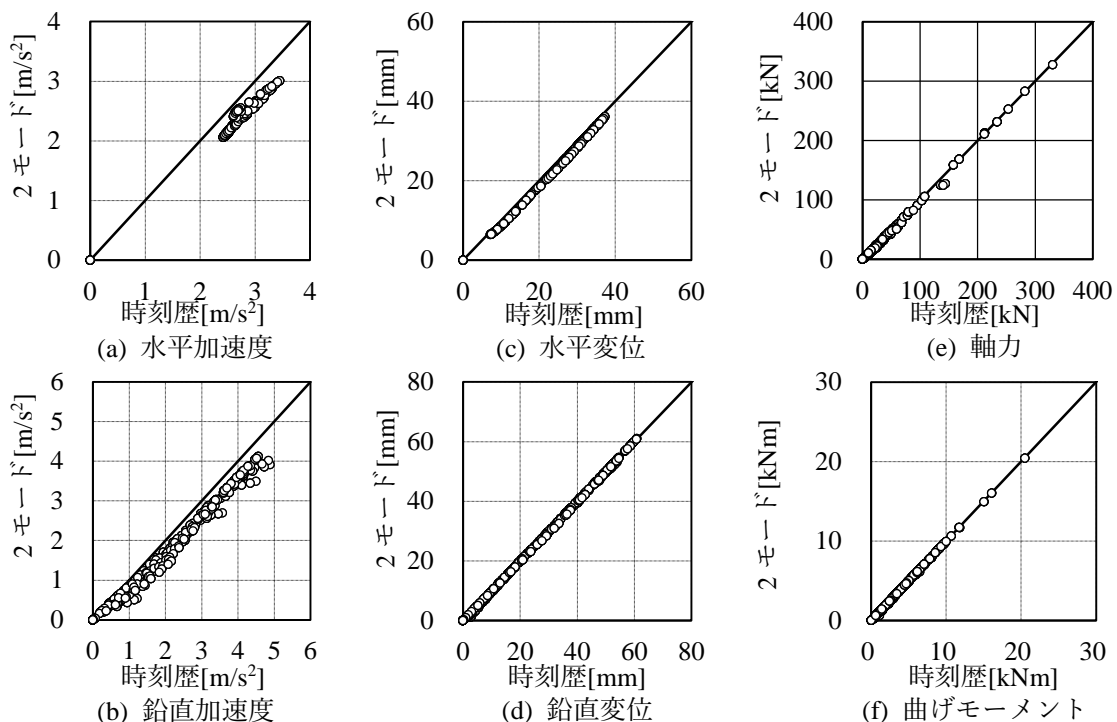 2 モード[m/s²]
4
3
2
1
0
0 1 2 3 4
時刻歴[m/s²]
(a) 水平加速度
2 モード[mm]
60
40
20
0
0 20 40 60
時刻歴[mm]
(c) 水平変位
2 モード[kN]
400
300
200
100
0
0 100 200 300 400
時刻歴[kN]
(e) 軸力
2 モード[m/s²]
6
5
4
3
2
1
0
0 1 2 3 4 5 6
時刻歴[m/s²]
(b) 鉛直加速度
2 モード[mm]
80
60
40
20
0
0 20 40 60 80
時刻歴[mm]
(d) 鉛直変位
2 モード[kNm]
30
20
10
0
0 10 20 30
時刻歴[kNm]
(f) 曲げモーメント